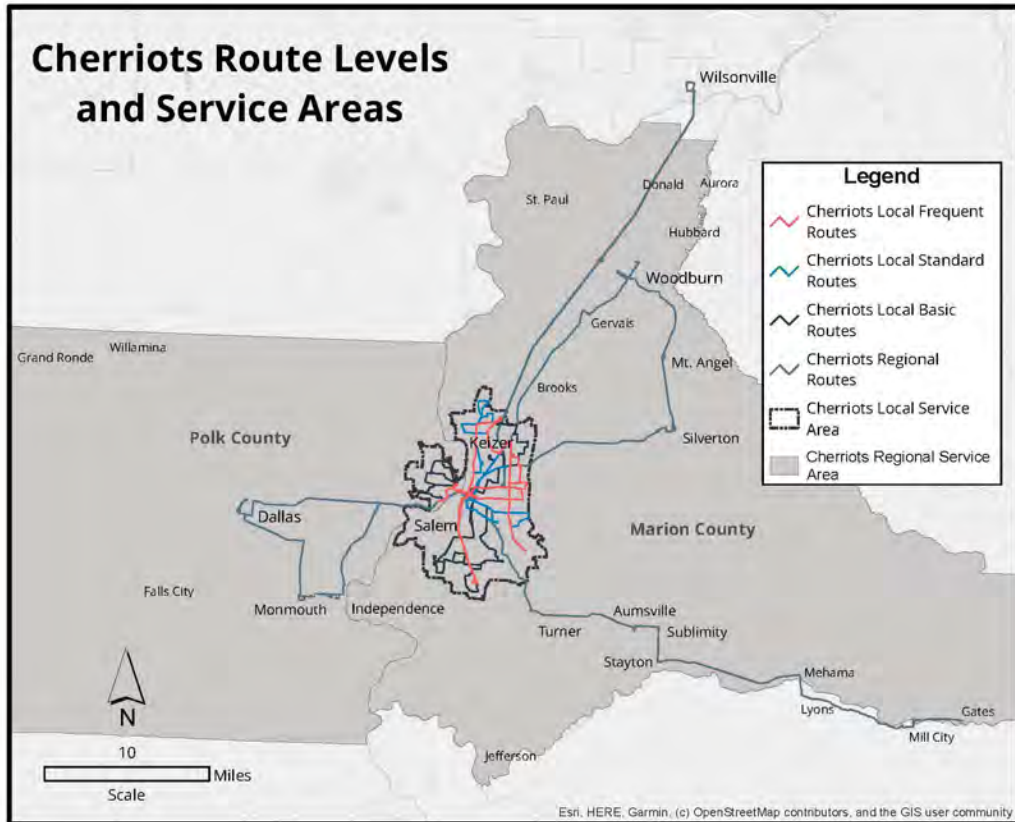 Cherriots Route Levels
and Service Areas
Wilsonville
Legend
Cherriots Local Frequent
Routes
Cherriots Local Standard
Routes
Cherriots Local Basic
Routes
Cherriots Regional
Routes
Cherriots Local Service
Area
Cherriots Regional Service
Area
St. Paul
Donald
Aurora
Hubbard
Woodburn
Gervais
Mt. Angel
Brooks
Silverton
Grand Ronde
Willamina
Polk County
Keizer
Dallas
Salem
Marion County
Falls City
Monmouth
Independence
Turner
Aumsville
Sublimity
Stayton
Mehama
Lyons
Gates
Mill City
Jefferson
N
10
Miles
Scale
Esri, HERE, Garmin, (c) OpenStreetMap contributors, and the GIS user community